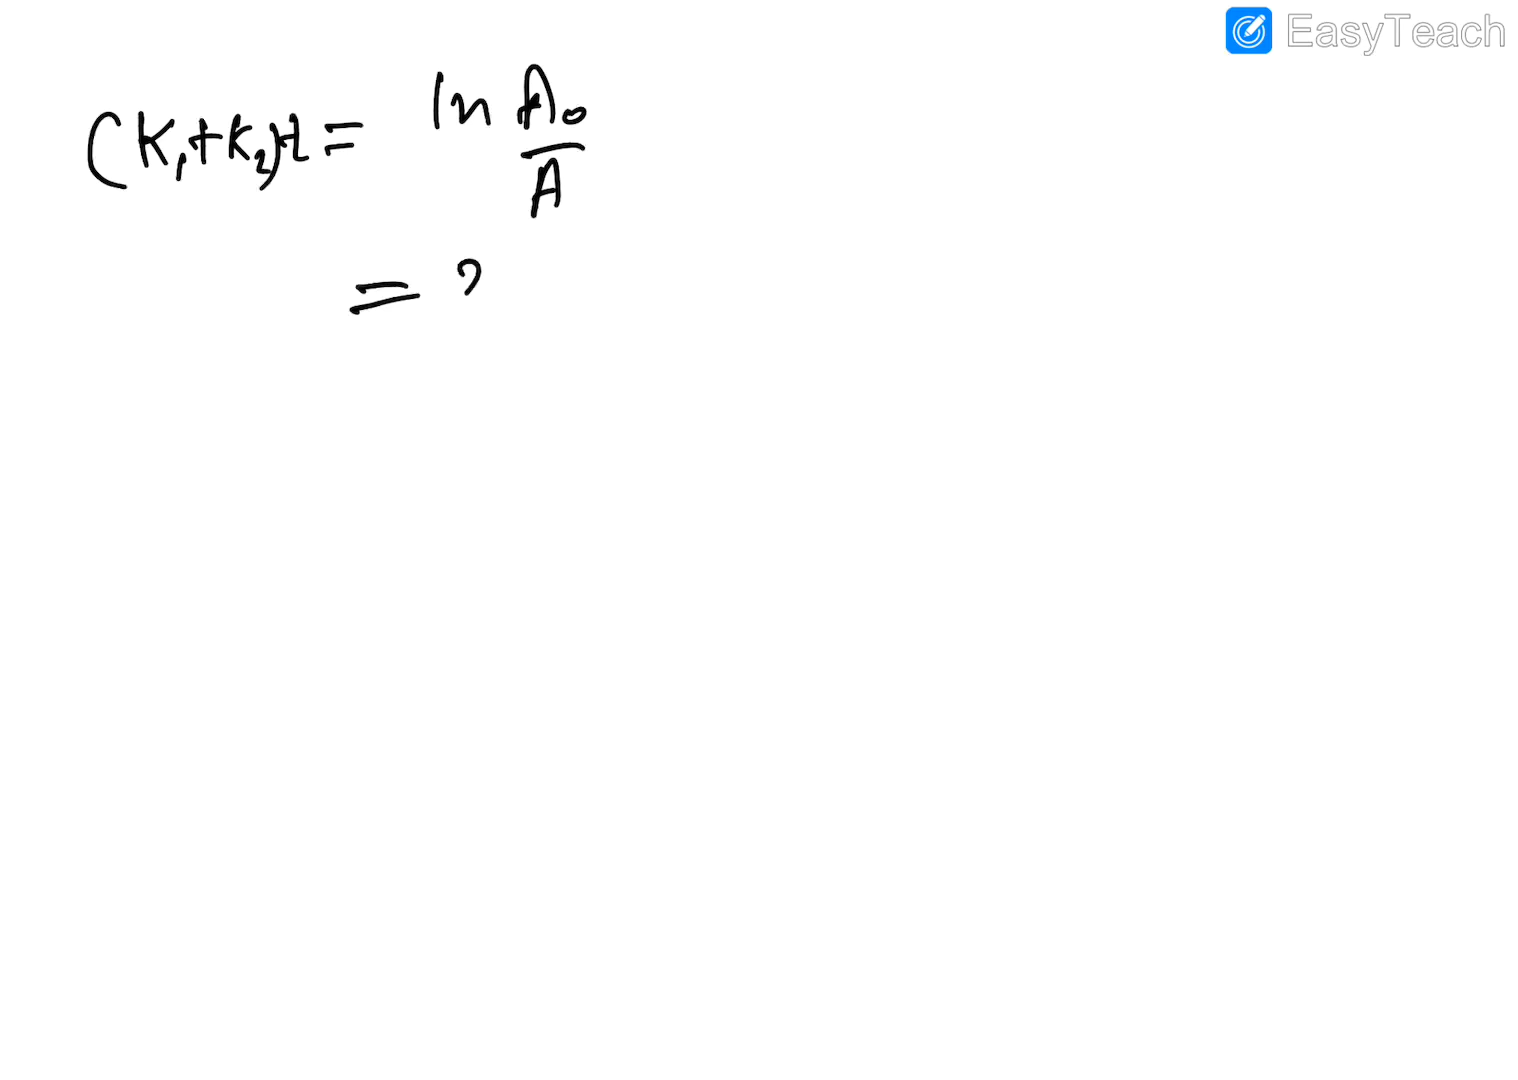 EasyTeach
(K₁+K₂)t = ln A₀/A
= ?